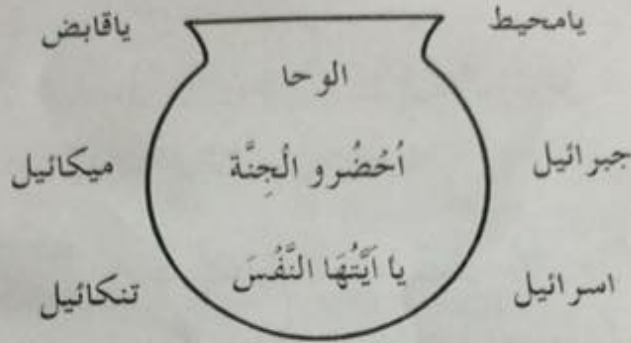 يامحيط ياقابض
الوحا
جبرائيل اُحُضُرو الْجِنَّة ميكائيل
اسرائيل يا اَيَّتُهَا النَّفُسَ تنكائيل